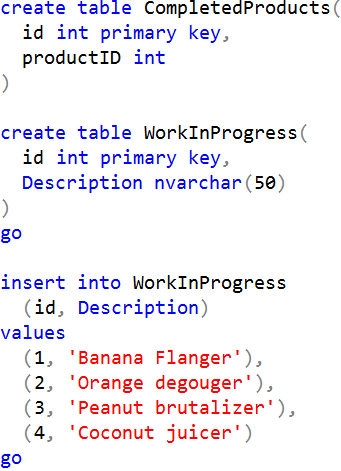 create table CompletedProducts(
  id int primary key,
  productID int
)

create table WorkInProgress(
  id int primary key,
  Description nvarchar(50)
)
go

insert into WorkInProgress
  (id, Description)
values
  (1, 'Banana Flanger'),
  (2, 'Orange degouger'),
  (3, 'Peanut brutalizer'),
  (4, 'Coconut juicer')
go